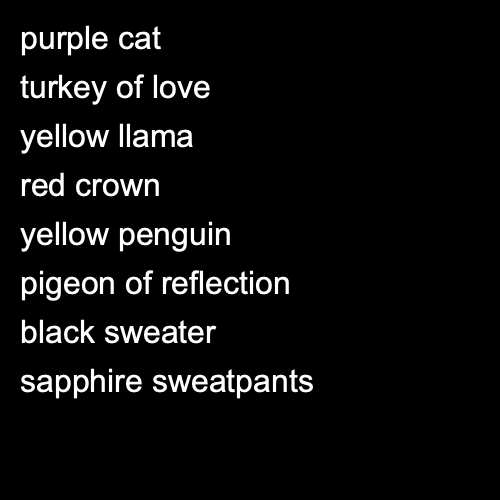 purple cat
turkey of love
yellow llama
red crown
yellow penguin
pigeon of reflection
black sweater
sapphire sweatpants